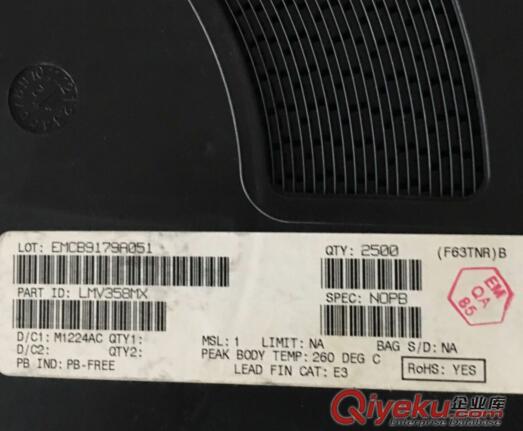 LOT: EMCB9179A051
QTY: 2500
(F63TNR)B
PART ID: LMV358MX
SPEC: NOPB
EM
QA
85
D/C1: M1224AC QTY1:
D/C2: QTY2:
PB IND: PB-FREE
MSL: 1 LIMIT: NA BAG S/D: NA
PEAK BODY TEMP: 260 DEG C
LEAD FIN CAT: E3
RoHS: YES
Qiyeku.com 企业库
Enterprise Database